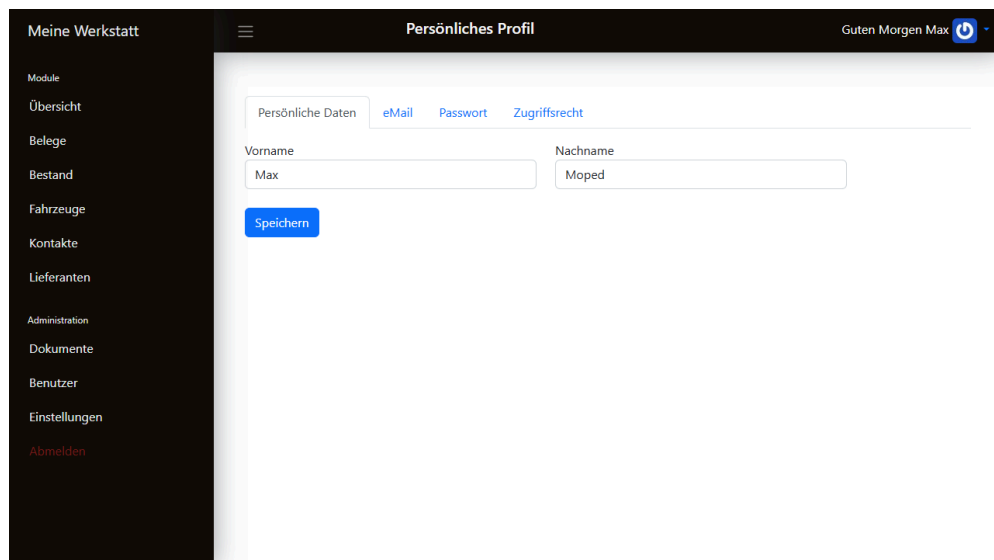 Meine Werkstatt
Persönliches Profil
Guten Morgen Max
Module
Übersicht
Belege
Bestand
Fahrzeuge
Kontakte
Lieferanten
Administration
Dokumente
Benutzer
Einstellungen
Abmelden
Persönliche Daten eMail Passwort Zugriffsrecht
Vorname Nachname
Max Moped
Speichern